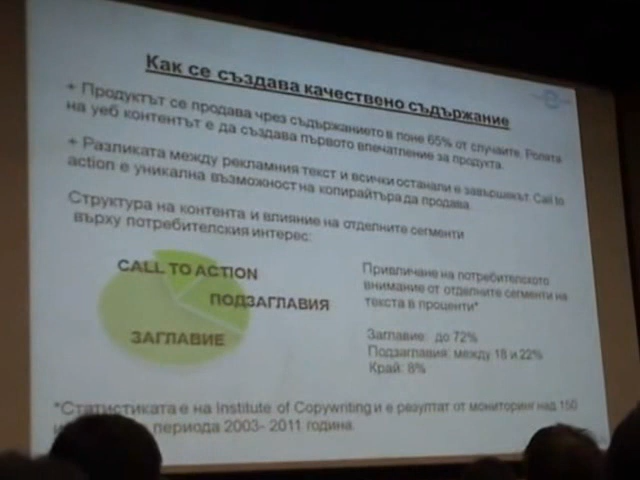 Как се създава качествено съдържание
+ Продуктът се продава чрез съдържанието в поне 65% от случаите. Ролята
на уеб контентът е да създава първото впечатление за продукта.
+ Разликата между рекламния текст и всички останали е завършекът. Call to
action е уникална възможност на копирайтъра да продава.
Структура на контента и влияние на отделните сегменти
върху потребителския интерес:
CALL TO ACTION
ПОДЗАГЛАВИЯ
ЗАГЛАВИЕ
Привличане на потребителското
внимание от отделните сегменти на
текста в проценти*
Заглавие: до 72%
Подзаглавия: между 18 и 22%
Край: 8%
*Статистиката е на Institute of Copywriting и е резултат от мониторинг над 150
периода 2003- 2011 година.